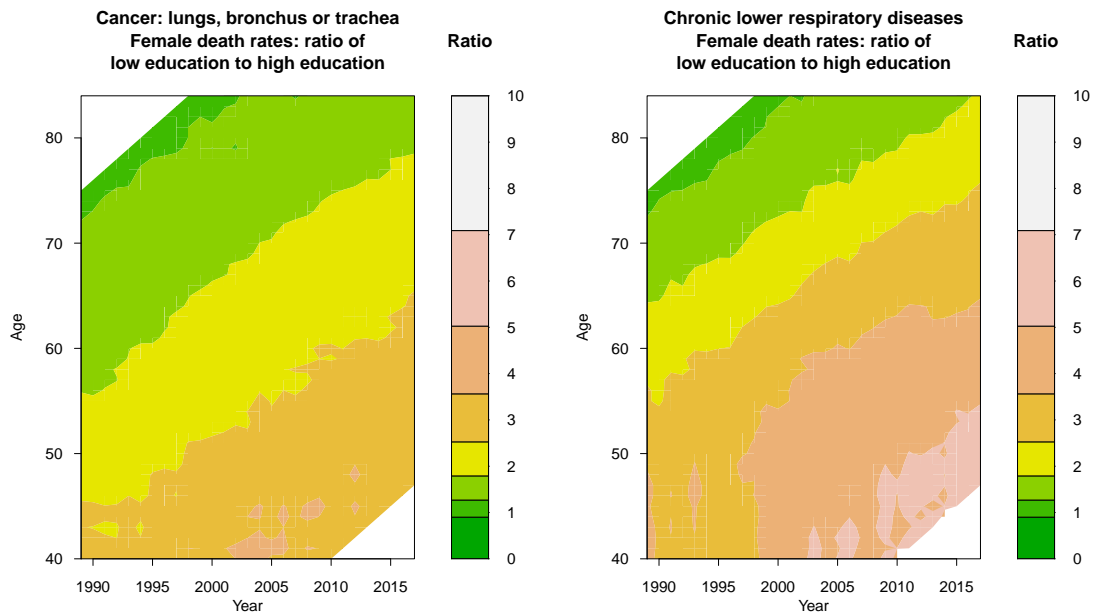 Cancer: lungs, bronchus or trachea
Female death rates: ratio of
low education to high education
Ratio
80
70
60
50
40
Age
1990 1995 2000 2005 2010 2015
Year
10
9
8
7
6
5
4
3
2
1
0
Chronic lower respiratory diseases
Female death rates: ratio of
low education to high education
Ratio
80
70
60
50
40
Age
1990 1995 2000 2005 2010 2015
Year
10
9
8
7
6
5
4
3
2
1
0